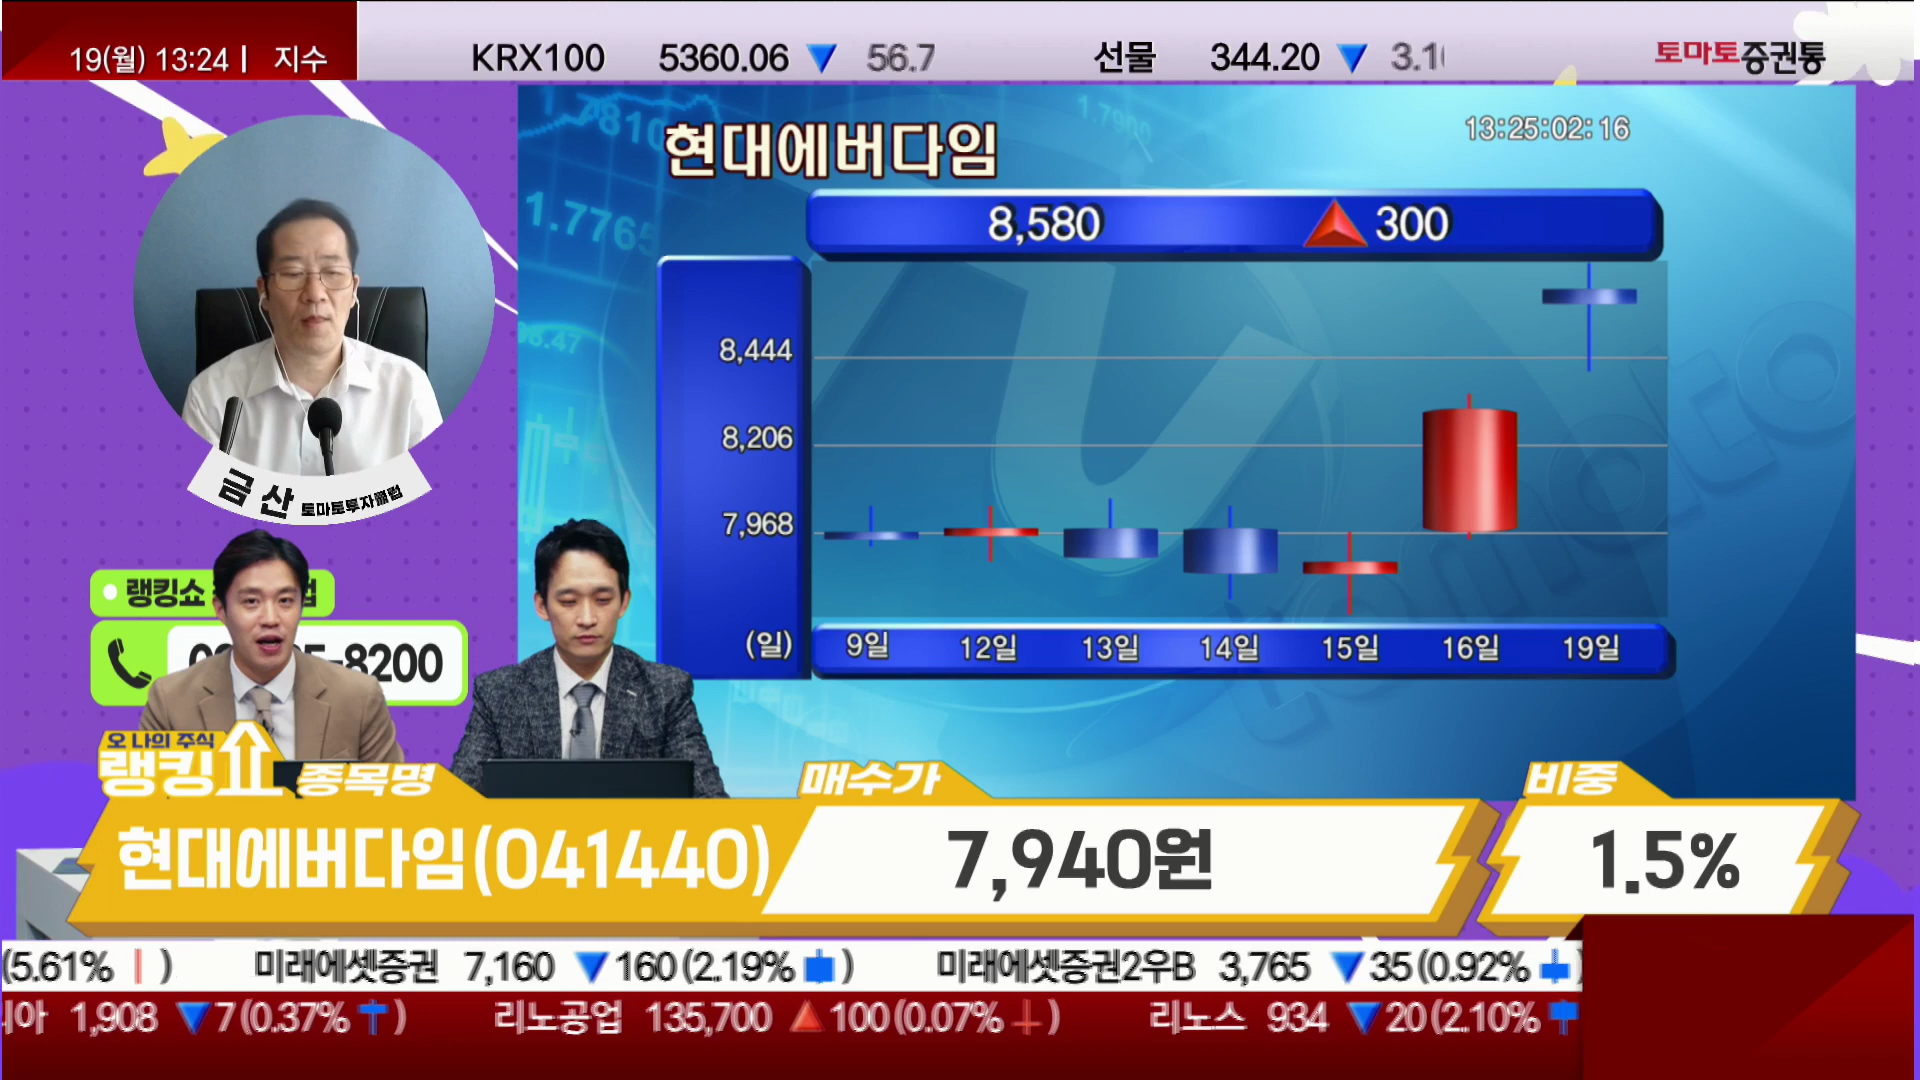 19(월) 13:24
지수
KRX100 5360.06 ▼ 56.7
선물 344.20 ▼
토마토증권통
현대에버다임
13:25:02:16
8,580 ▲ 300
8,444
8,206
7,968
(일) 9일 12일 13일 14일 15일 16일 19일
금산 토마토투자클럽
랭킹쇼
-8200
오 나의 주식
랭킹쇼
종목명
매수가
비중
현대에버다임(041440)
7,940원
1.5%
(5.61% ) 미래에셋증권 7,160 ▼160(2.19% ) 미래에셋증권2우B 3,765 ▼35(0.92% )
1,908 ▼7(0.37% ) 리노공업 135,700 ▲100(0.07% ) 리노스 934 ▼20(2.10%